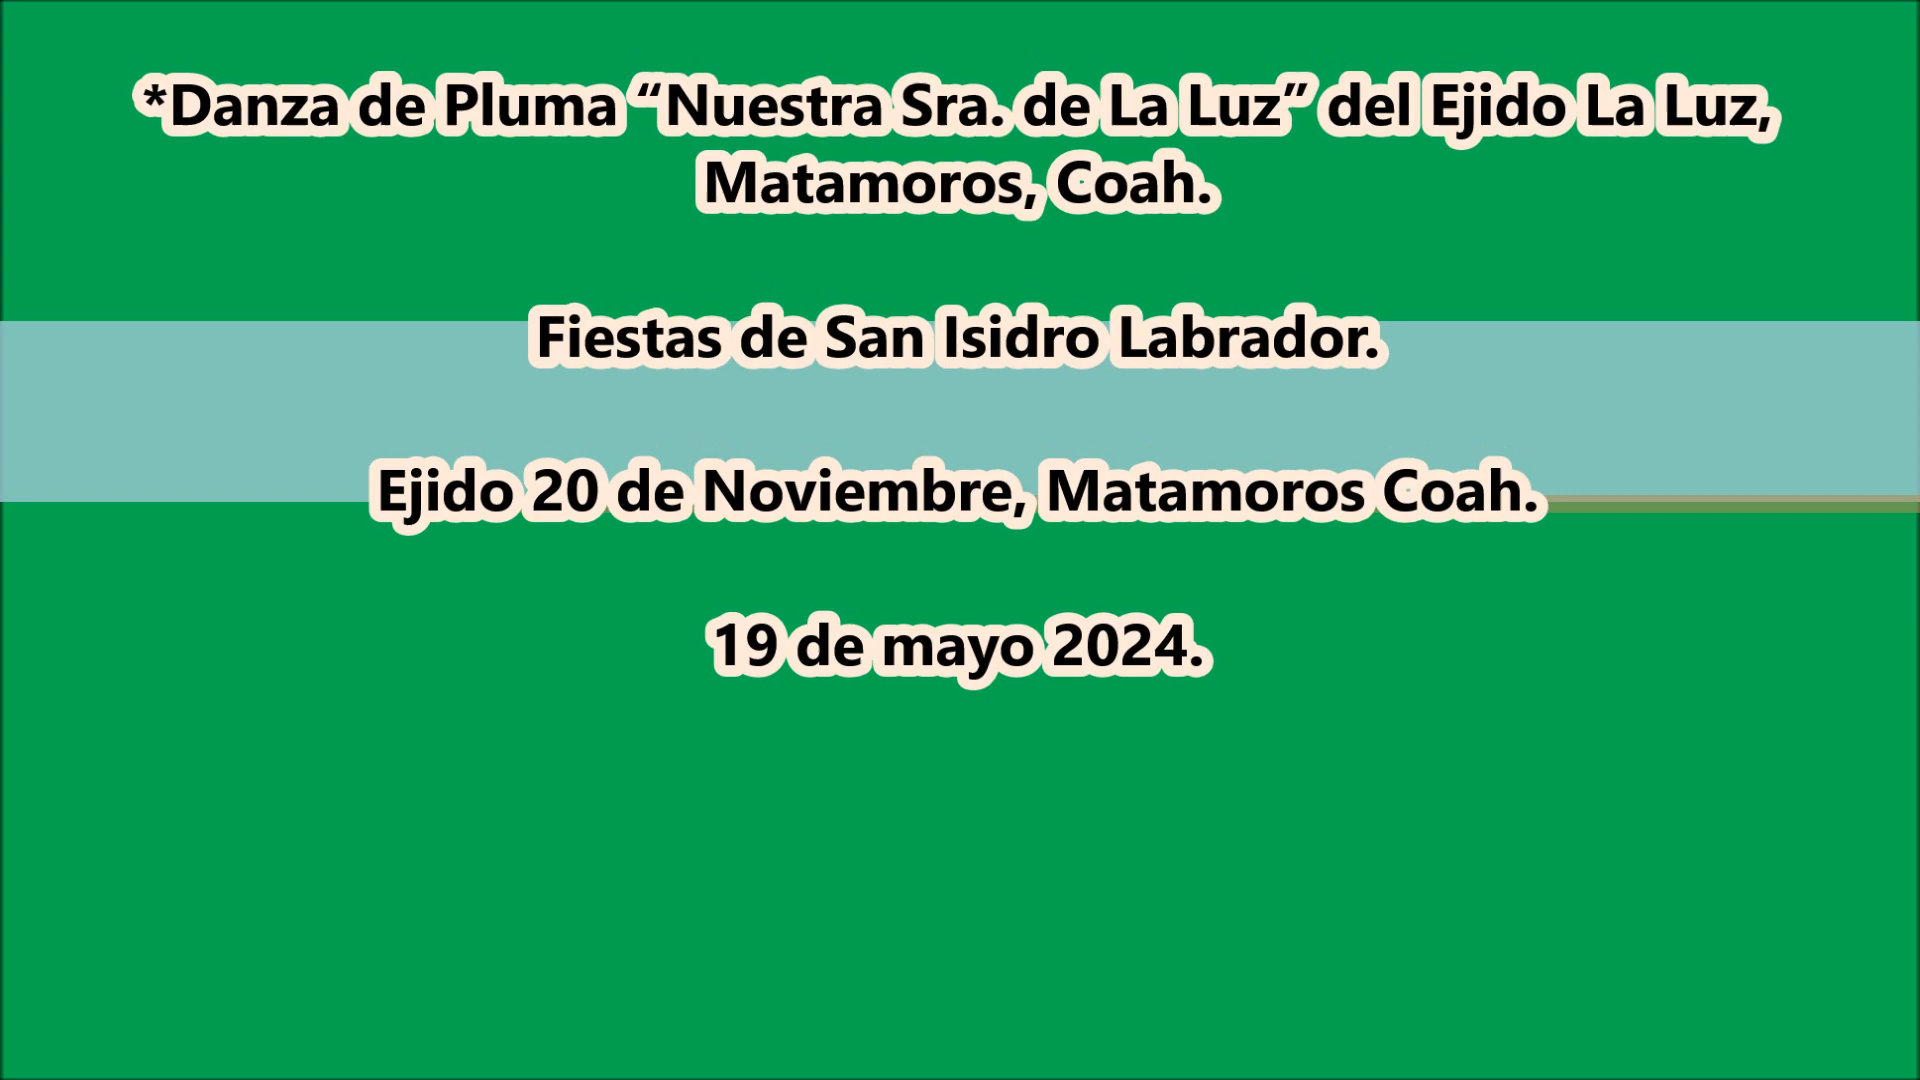 *Danza de Pluma “Nuestra Sra. de La Luz” del Ejido La Luz,
Matamoros, Coah.
Fiestas de San Isidro Labrador.
Ejido 20 de Noviembre, Matamoros Coah.
19 de mayo 2024.